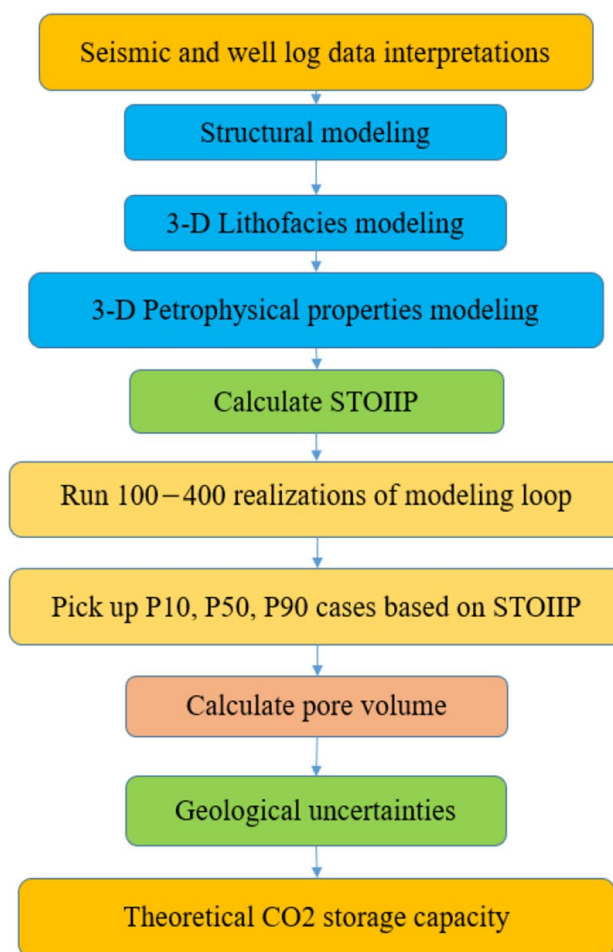 Seismic and well log data interpretations
Structural modeling
3-D Lithofacies modeling
3-D Petrophysical properties modeling
Calculate STOIIP
Run 100−400 realizations of modeling loop
Pick up P10, P50, P90 cases based on STOIIP
Calculate pore volume
Geological uncertainties
Theoretical CO2 storage capacity